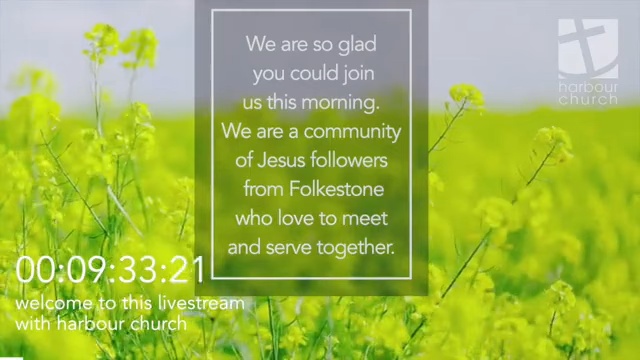 We are so glad
you could join
us this morning.
We are a community
of Jesus followers
from Folkestone
who love to meet
and serve together.
harbour
church
00:09:33:21
welcome to this livestream
with harbour church